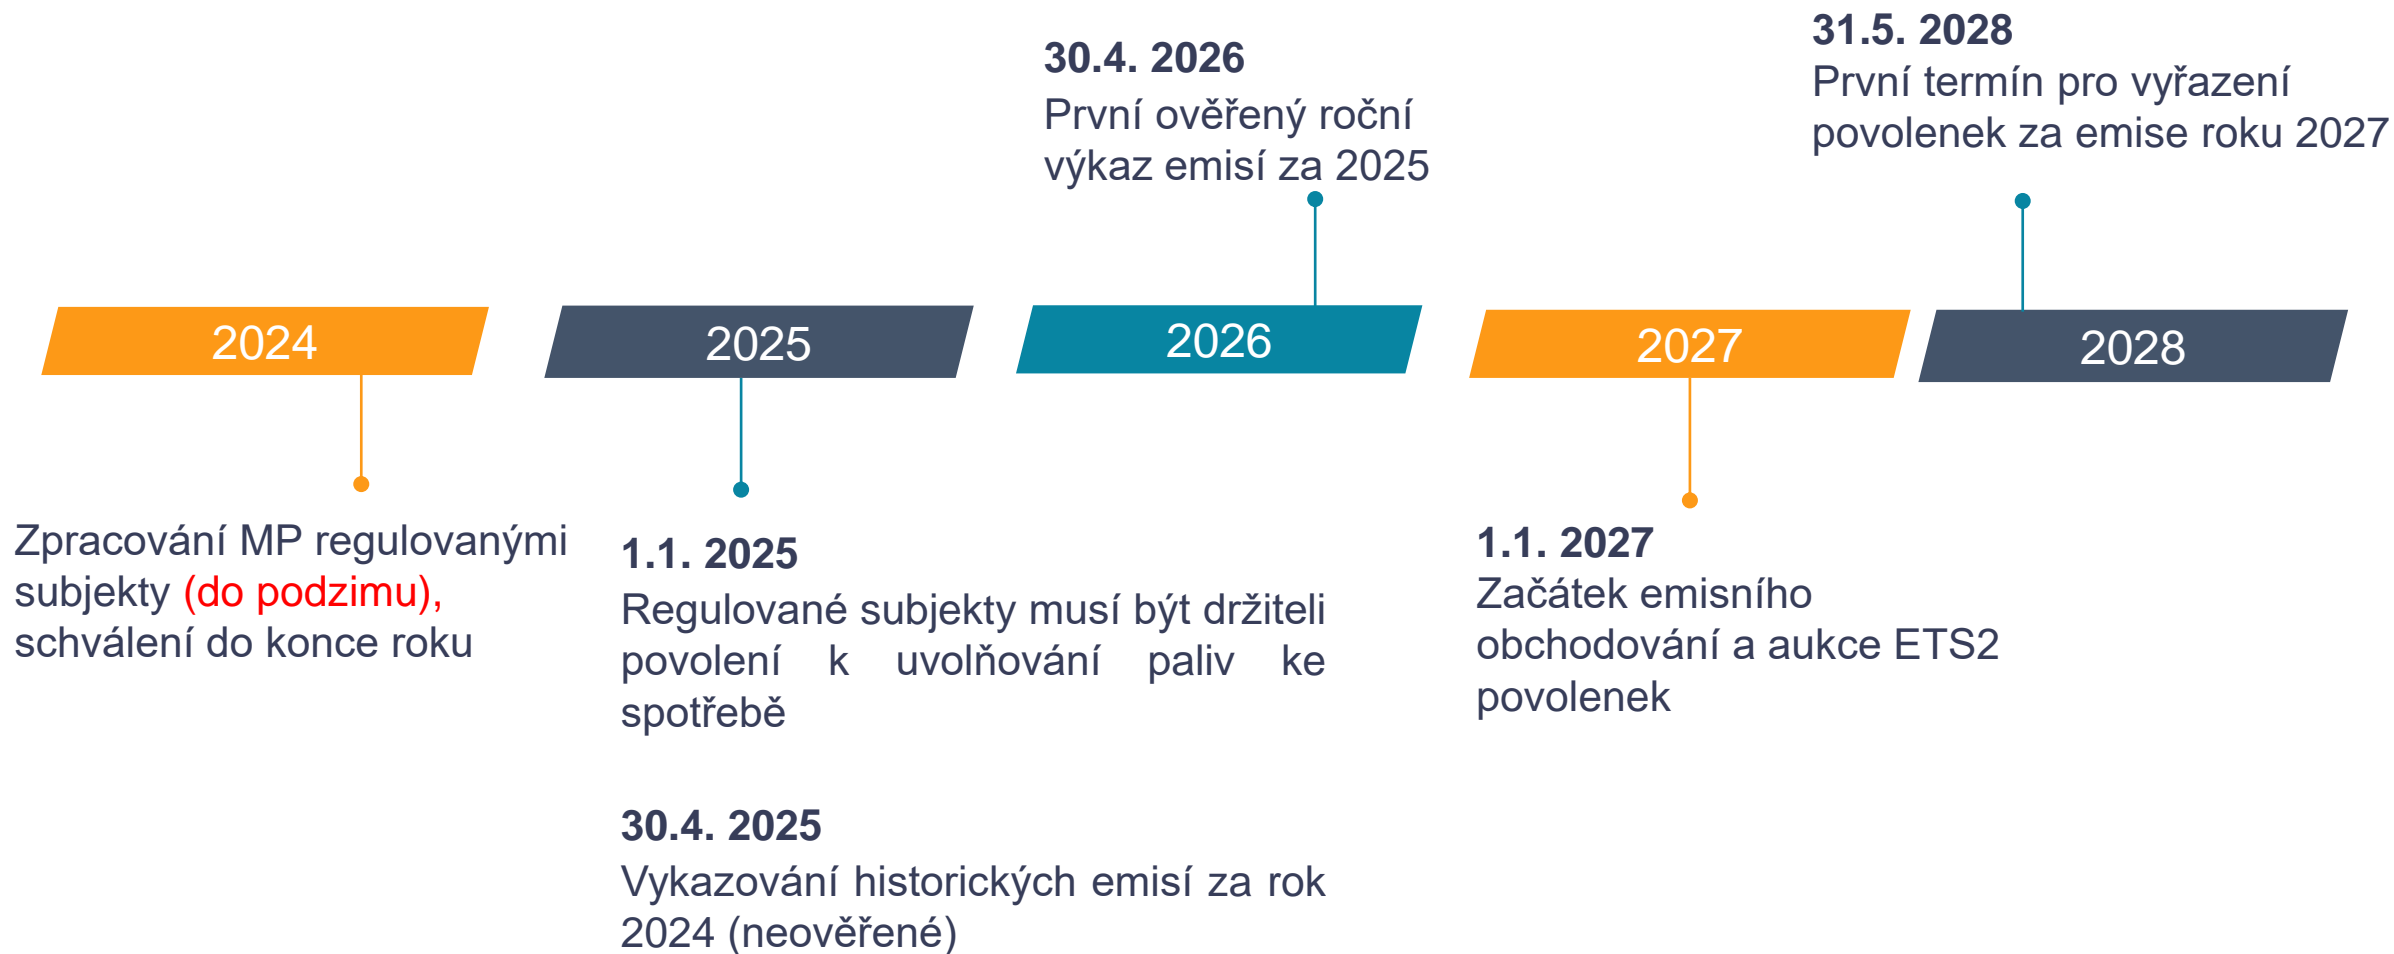 30.4. 2026
První ověřený roční
výkaz emisí za 2025
31.5. 2028
První termín pro vyřazení
povolenek za emise roku 2027
2024
2025
2026
2027
2028
Zpracování MP regulovanými
subjekty (do podzimu),
schválení do konce roku
1.1. 2025
Regulované subjekty musí být držiteli
povolení k uvolňování paliv ke
spotřebě
30.4. 2025
Vykazování historických emisí za rok
2024 (neověřené)
1.1. 2027
Začátek emisního
obchodování a aukce ETS2
povolenek